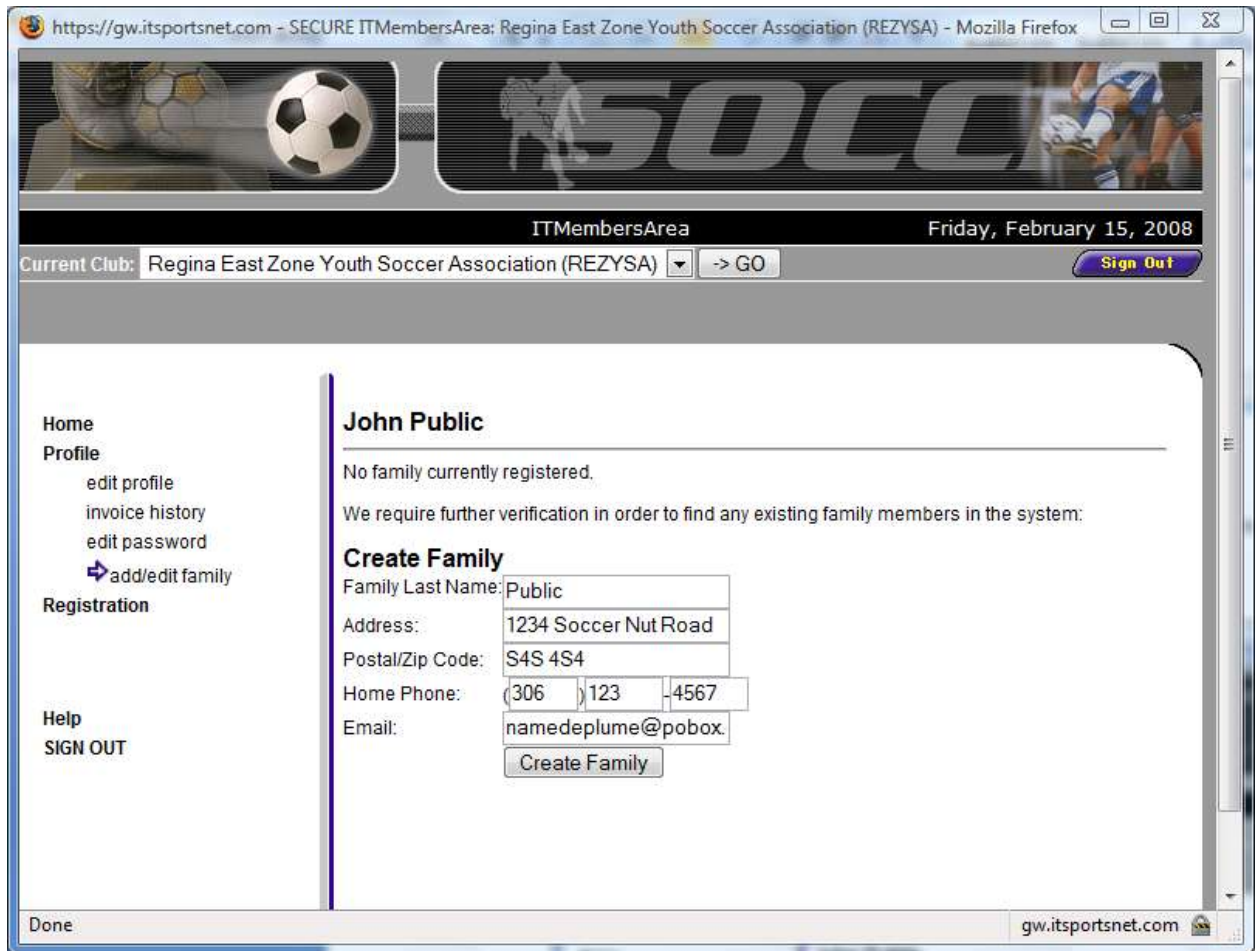 https://gw.itsportsnet.com - SECURE ITMembersArea: Regina East Zone Youth Soccer Association (REZYSA) - Mozilla Firefox
SOCC
ITMembersArea Friday, February 15, 2008
Current Club: Regina East Zone Youth Soccer Association (REZYSA) -> GO Sign Out
Home
Profile
edit profile
invoice history
edit password
add/edit family
Registration
Help
SIGN OUT
John Public
No family currently registered.
We require further verification in order to find any existing family members in the system:
Create Family
Family Last Name: Public
Address: 1234 Soccer Nut Road
Postal/Zip Code: S4S 4S4
Home Phone: (306 )123 -4567
Email: namedeplume@pobox.
Create Family
Done gw.itsportsnet.com